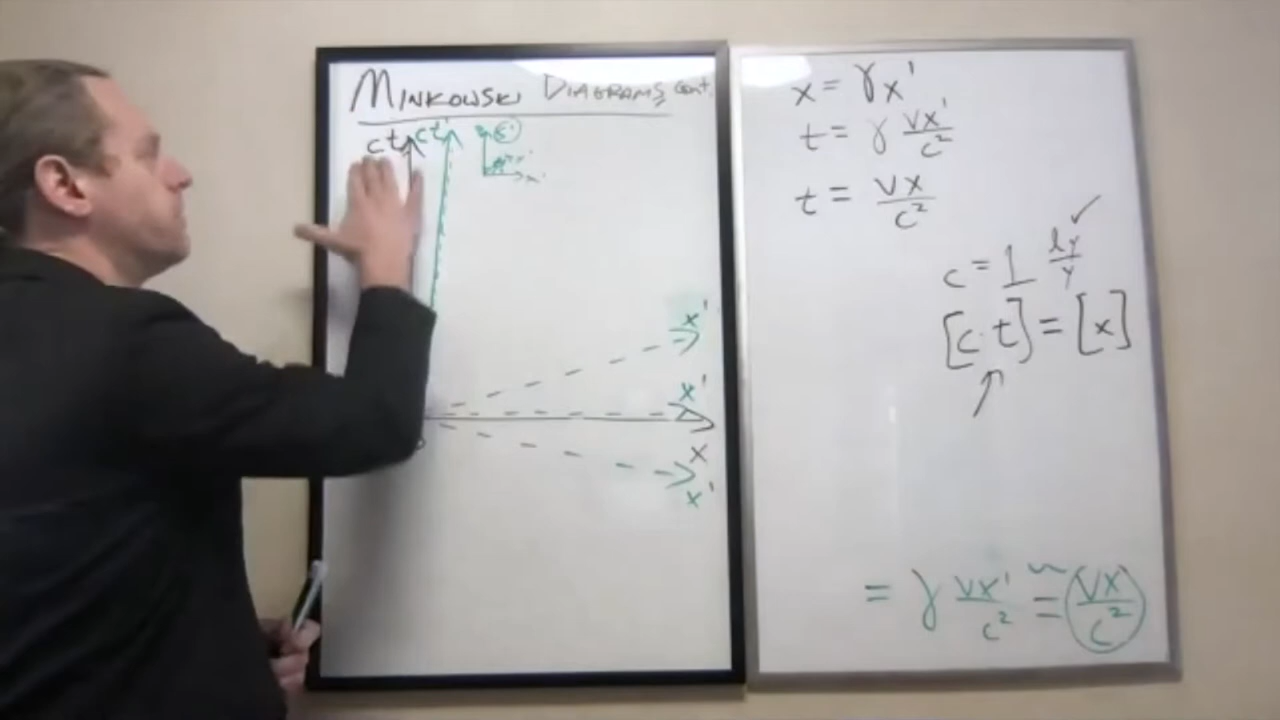 MINKOWSKI DIAGRAMS cont.
ct ct'
x'
x'
x
x'
x = γx'
t = γ vx'/c²
t = vx/c²
c = 1 ly/y ✓
[c·t] = [x]
= γ vx'/c² ≅ vx/c²